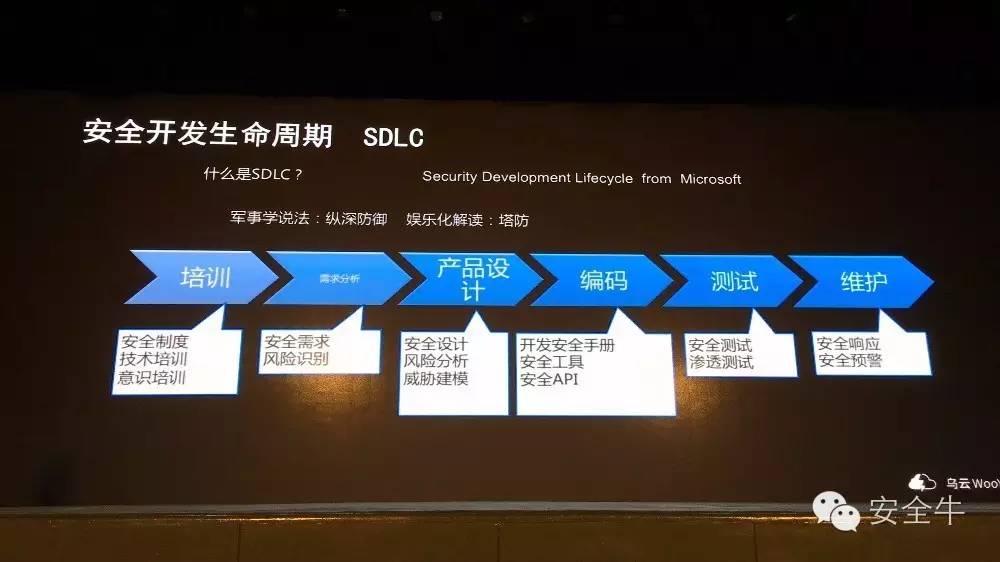 安全开发生命周期 SDLC
什么是SDLC？ Security Development Lifecycle from Microsoft
军事学说法：纵深防御 娱乐化解读：塔防
培训
需求分析
产品设
计
编码
测试
维护
安全制度
技术培训
意识培训
安全需求
风险识别
安全设计
风险分析
威胁建模
开发安全手册
安全工具
安全API
安全测试
渗透测试
安全响应
安全预警
乌云WooY
安全牛